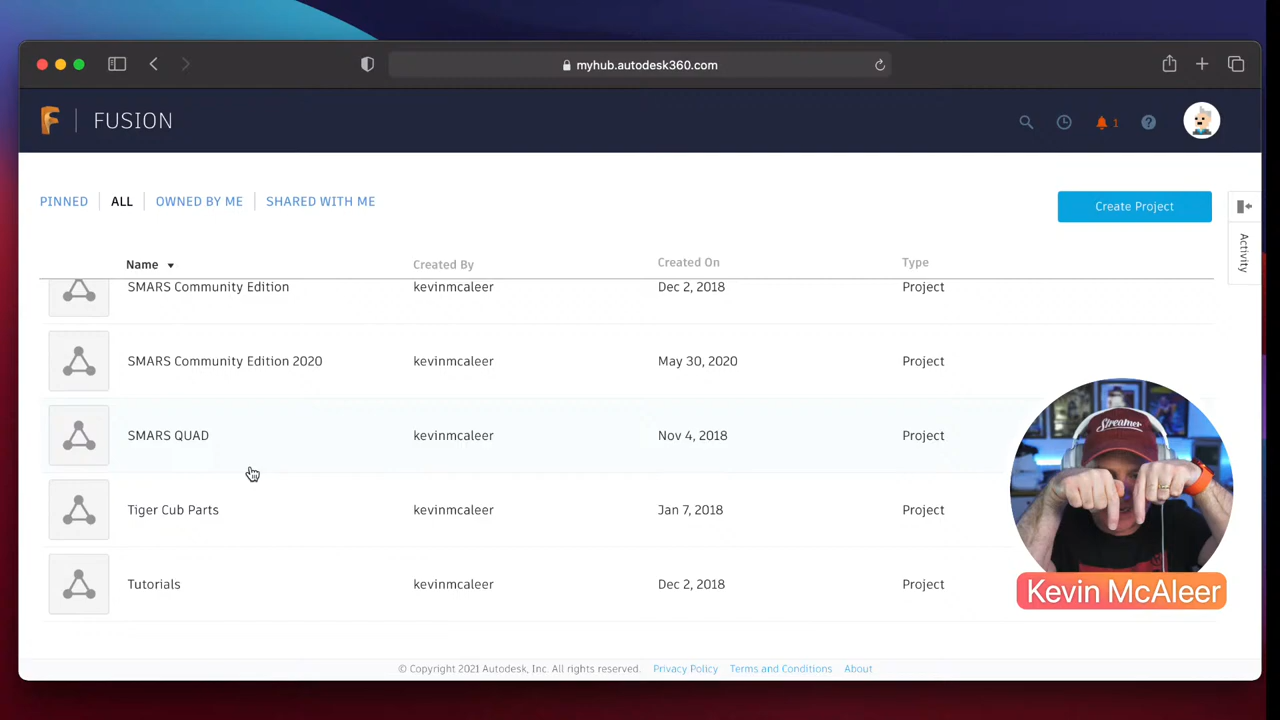 myhub.autodesk360.com
FUSION
1
PINNED
ALL
OWNED BY ME
SHARED WITH ME
Create Project
Activity
Name
Created By
Created On
Type
SMARS Community Edition
kevinmcaleer
Dec 2, 2018
Project
SMARS Community Edition 2020
kevinmcaleer
May 30, 2020
Project
SMARS QUAD
kevinmcaleer
Nov 4, 2018
Project
Tiger Cub Parts
kevinmcaleer
Jan 7, 2018
Project
Tutorials
kevinmcaleer
Dec 2, 2018
Project
Streamer
Kevin McAleer
© Copyright 2021 Autodesk, Inc. All rights reserved.
Privacy Policy
Terms and Conditions
About